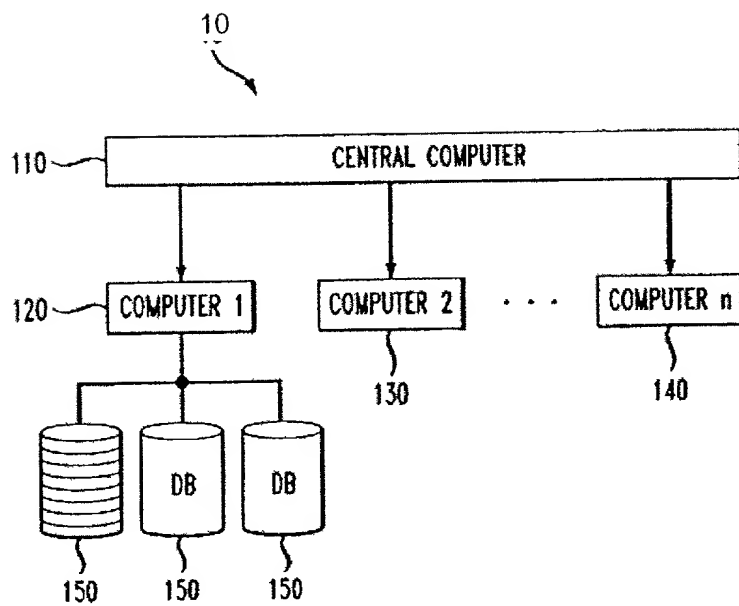 10
110
CENTRAL COMPUTER
120
COMPUTER 1
COMPUTER 2
. . .
COMPUTER n
130
140
DB
DB
150
150
150